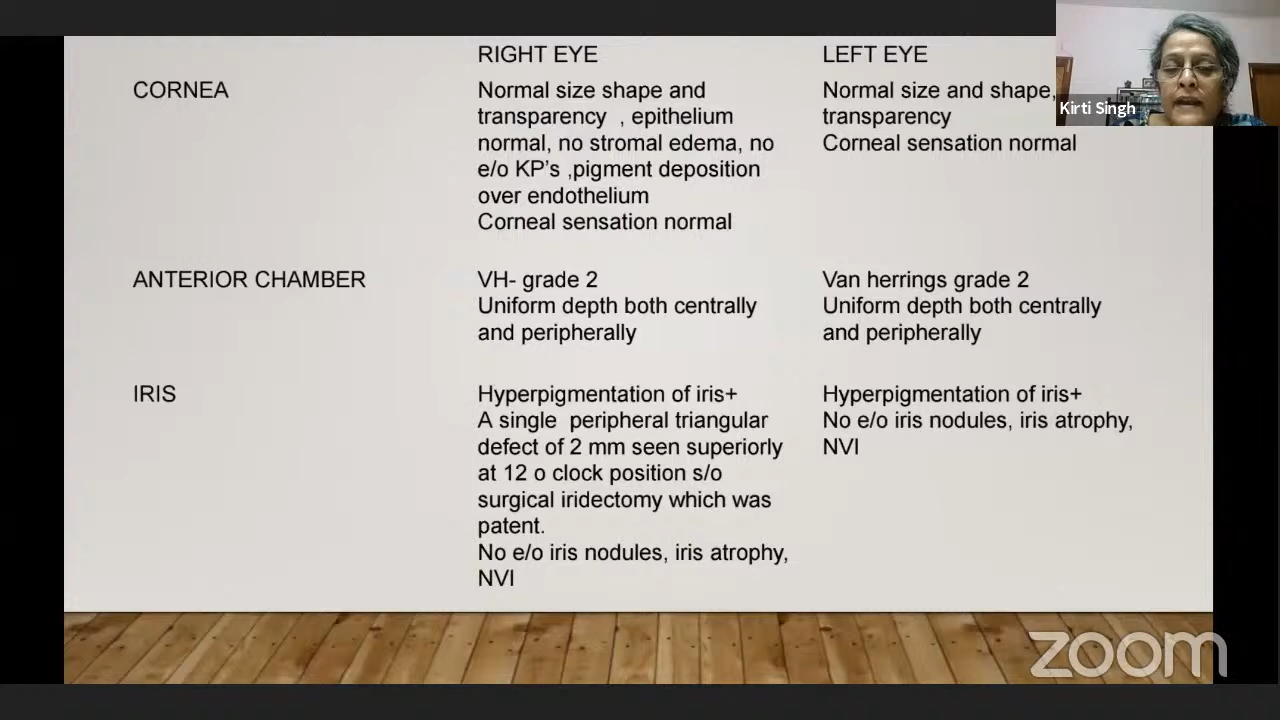 RIGHT EYE
LEFT EYE
CORNEA
Normal size shape and
transparency , epithelium
normal, no stromal edema, no
e/o KP's ,pigment deposition
over endothelium
Corneal sensation normal
Normal size and shape,
transparency
Corneal sensation normal
Kirti Singh
ANTERIOR CHAMBER
VH- grade 2
Uniform depth both centrally
and peripherally
Van herrings grade 2
Uniform depth both centrally
and peripherally
IRIS
Hyperpigmentation of iris+
A single peripheral triangular
defect of 2 mm seen superiorly
at 12 o clock position s/o
surgical iridectomy which was
patent.
No e/o iris nodules, iris atrophy,
NVI
Hyperpigmentation of iris+
No e/o iris nodules, iris atrophy,
NVI
zoom